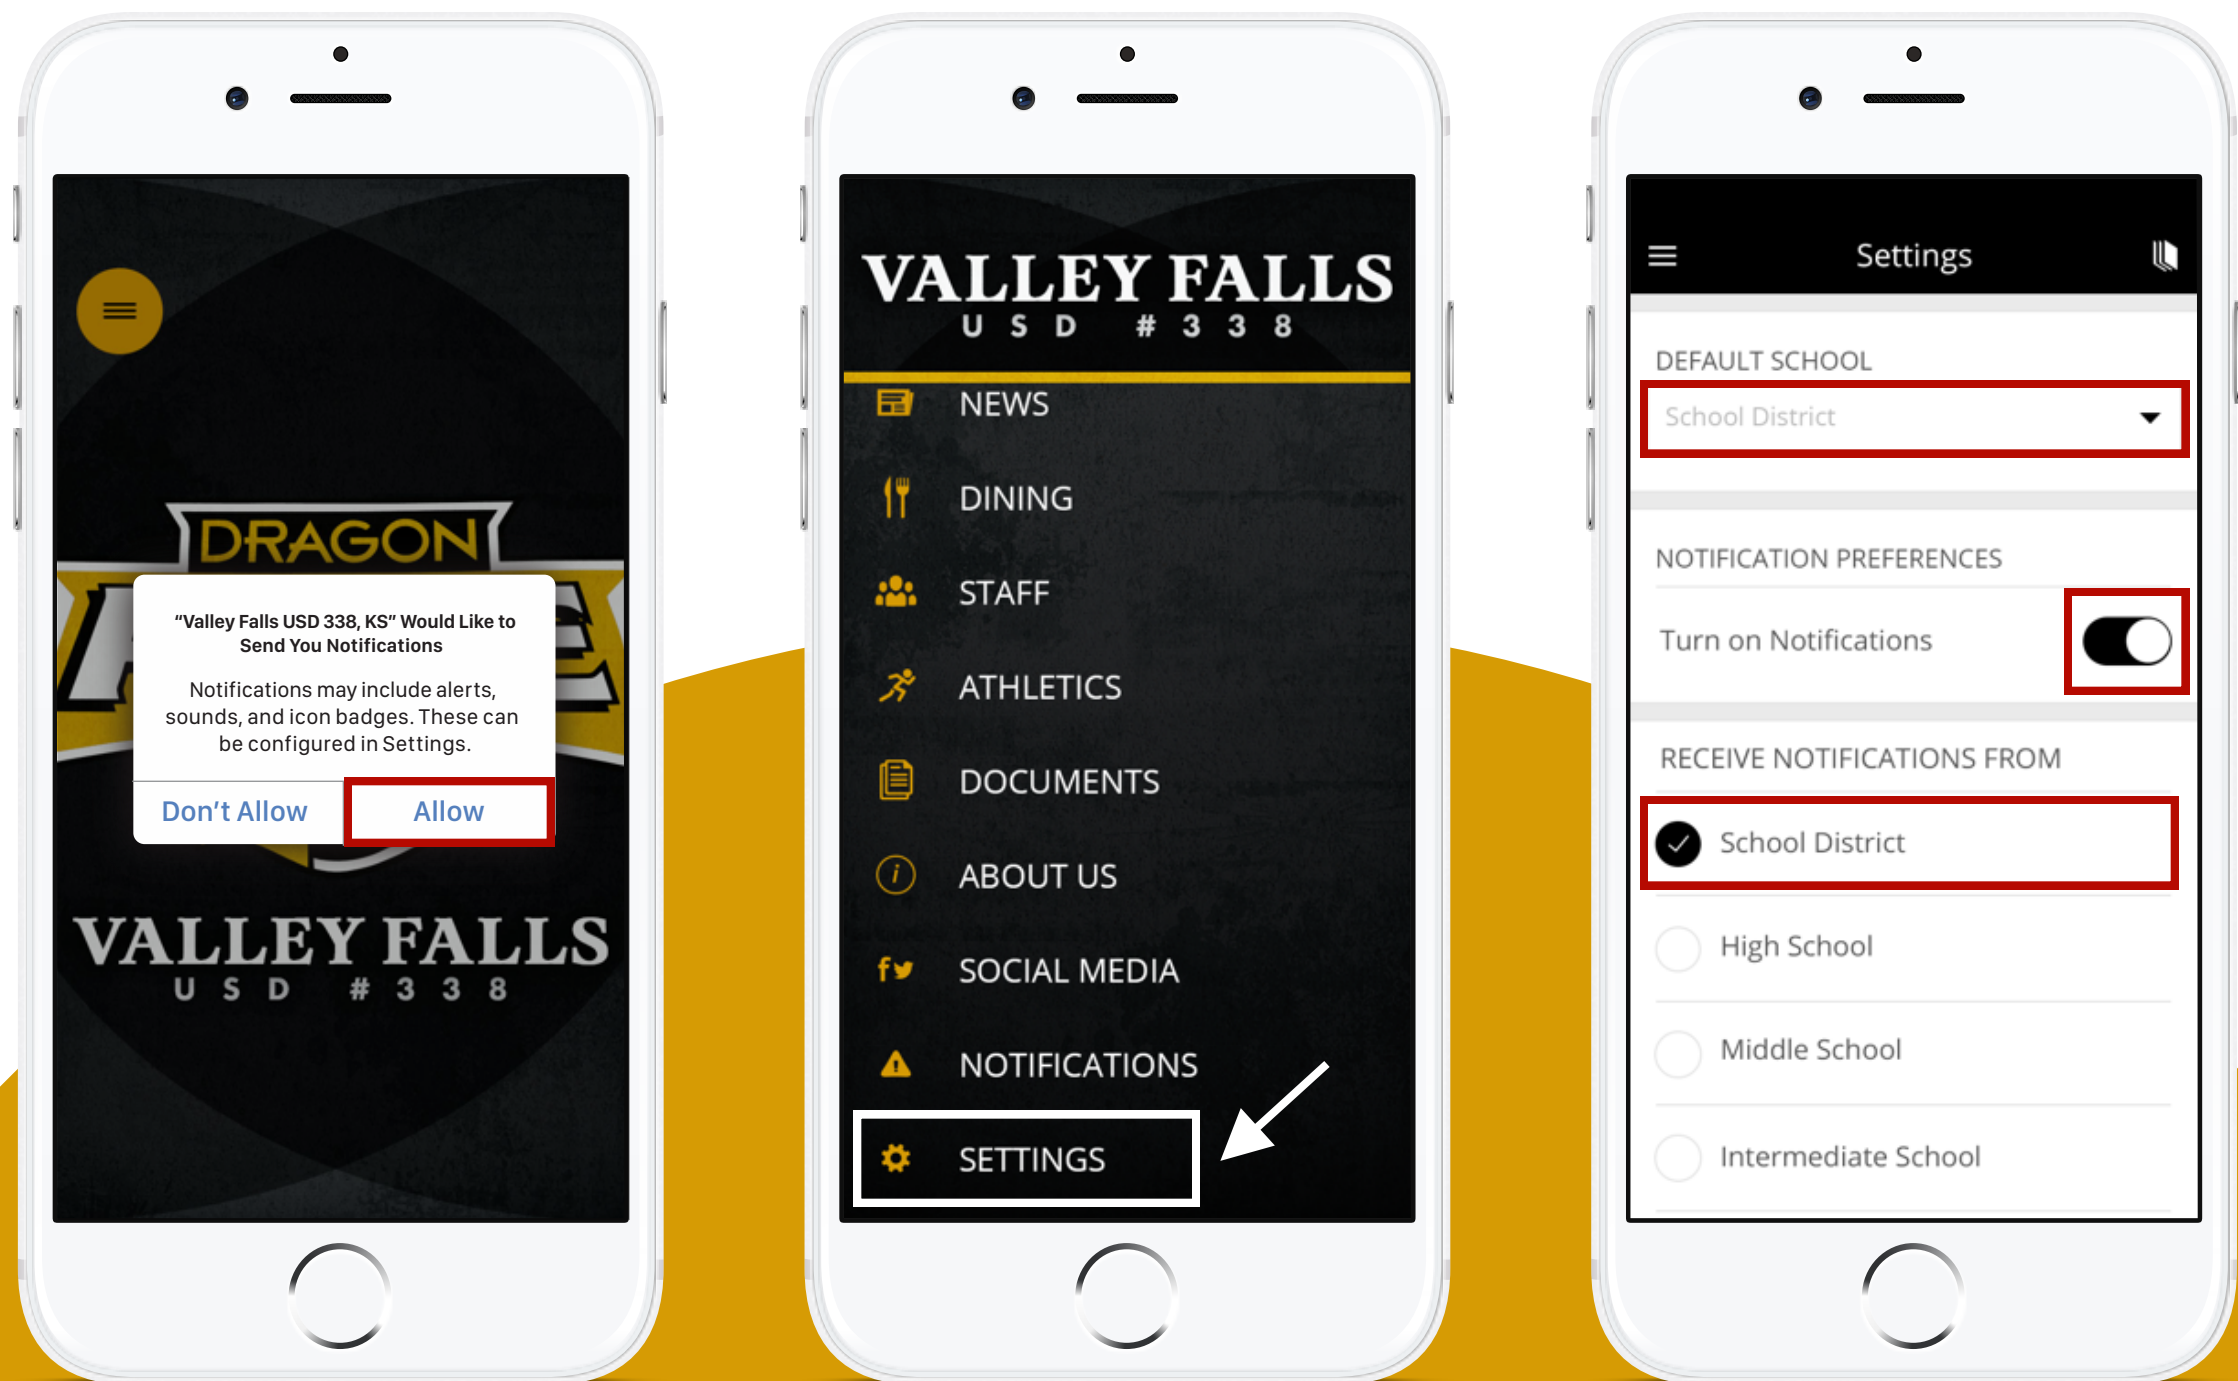 DRAGON
“Valley Falls USD 338, KS” Would Like to
Send You Notifications
Notifications may include alerts,
sounds, and icon badges. These can
be configured in Settings.
Don't Allow
Allow
VALLEY FALLS
USD #338
VALLEY FALLS
USD #338
NEWS
DINING
STAFF
ATHLETICS
DOCUMENTS
ABOUT US
SOCIAL MEDIA
NOTIFICATIONS
SETTINGS
Settings
DEFAULT SCHOOL
School District
NOTIFICATION PREFERENCES
Turn on Notifications
RECEIVE NOTIFICATIONS FROM
School District
High School
Middle School
Intermediate School